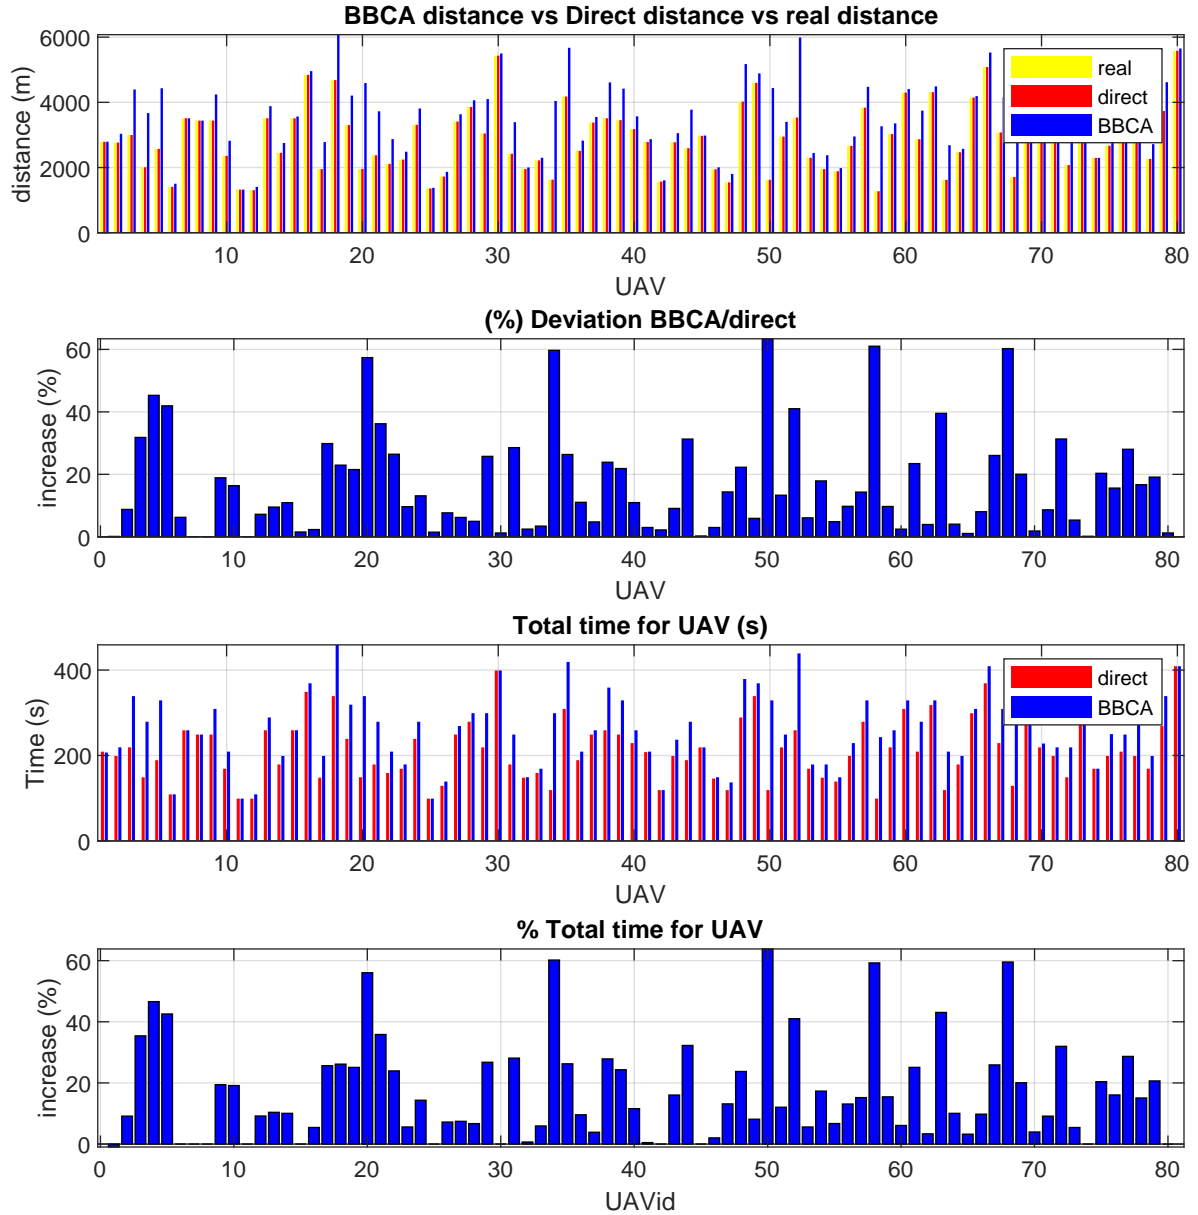 BBCA distance vs Direct distance vs real distance
6000
4000
2000
0
distance (m)
real
direct
BBCA
10 20 30 40 50 60 70 80
UAV
(%) Deviation BBCA/direct
60
40
20
0
increase (%)
0 10 20 30 40 50 60 70 80
UAV
Total time for UAV (s)
400
200
0
Time (s)
direct
BBCA
10 20 30 40 50 60 70 80
UAV
% Total time for UAV
60
40
20
0
increase (%)
0 10 20 30 40 50 60 70 80
UAVid